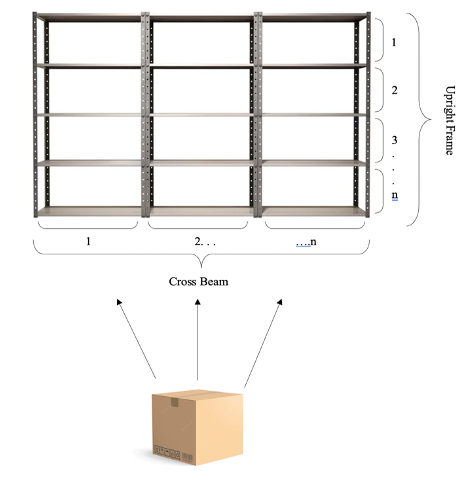 1
2
3
.
.
.
n
Upright Frame
1
2. . .
….n
Cross Beam